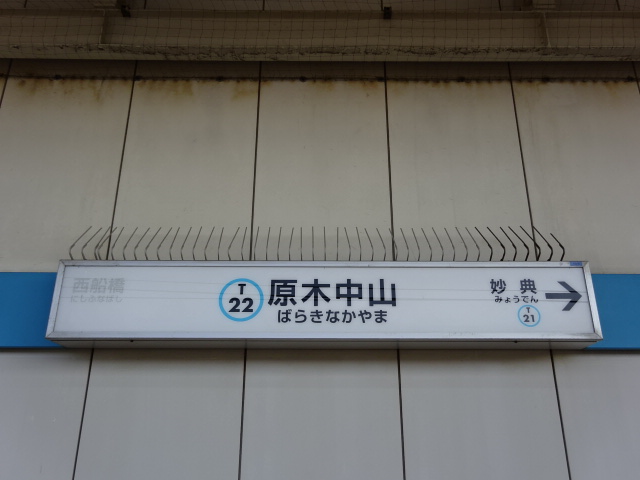 西船橋
にしふなばし
T
22
原木中山
ばらきなかやま
妙典
みょうでん
T
21